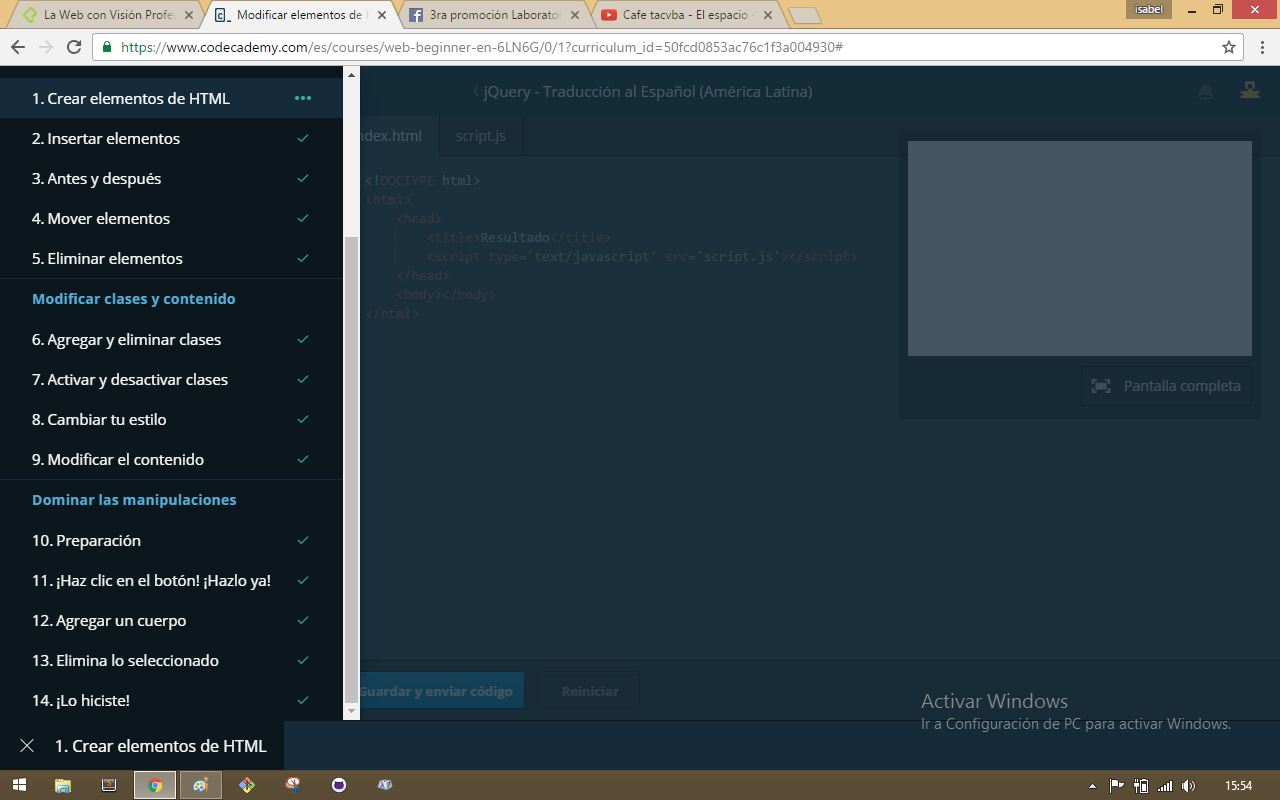 La Web con Visión Profes
Modificar elementos de H
3ra promoción Laborator
Cafe tacvba - El espacio -
isabel
https://www.codecademy.com/es/courses/web-beginner-en-6LN6G/0/1?curriculum_id=50fcd0853ac76c1f3a004930#
1. Crear elementos de HTML
2. Insertar elementos
3. Antes y después
4. Mover elementos
5. Eliminar elementos
Modificar clases y contenido
6. Agregar y eliminar clases
7. Activar y desactivar clases
8. Cambiar tu estilo
9. Modificar el contenido
Dominar las manipulaciones
10. Preparación
11. ¡Haz clic en el botón! ¡Hazlo ya!
12. Agregar un cuerpo
13. Elimina lo seleccionado
14. ¡Lo hiciste!
1. Crear elementos de HTML
jQuery - Traducción al Español (América Latina)
ndex.html
script.js
<!DOCTYPE html>
<html>
<head>
<title>Resultado</title>
<script type='text/javascript' src='script.js'></script>
</head>
<body></body>
</html>
Pantalla completa
Guardar y enviar código
Reiniciar
Activar Windows
Ir a Configuración de PC para activar Windows.
15:54